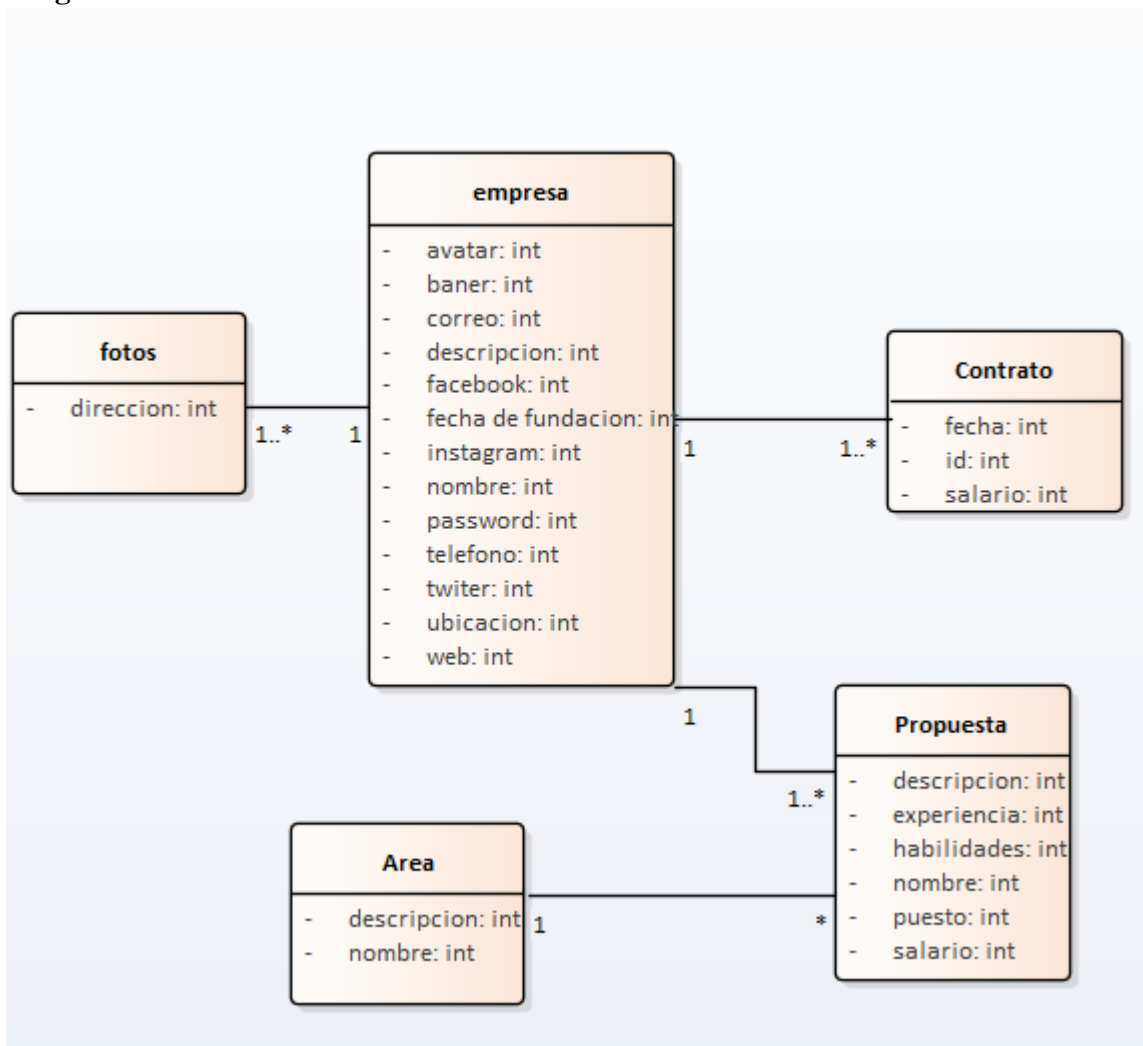 empresa
- avatar: int
- baner: int
- correo: int
- descripcion: int
- facebook: int
- fecha de fundacion: int
- instagram: int
- nombre: int
- password: int
- telefono: int
- twiter: int
- ubicacion: int
- web: int
fotos
- direccion: int
1..* 1
1 1..*
Contrato
- fecha: int
- id: int
- salario: int
1
1..*
Propuesta
- descripcion: int
- experiencia: int
- habilidades: int
- nombre: int
- puesto: int
- salario: int
Area
- descripcion: int
- nombre: int
1 *